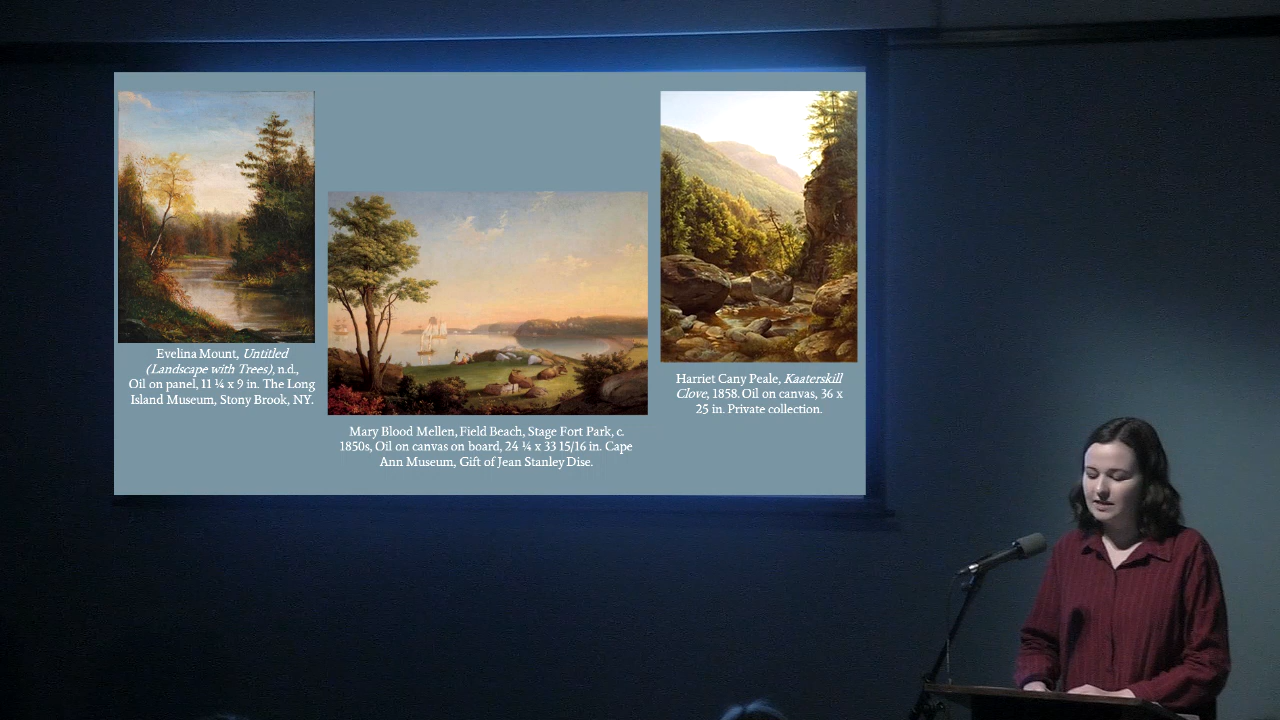 Evelina Mount, Untitled
(Landscape with Trees), n.d.,
Oil on panel, 11 ¼ x 9 in. The Long
Island Museum, Stony Brook, NY.
Mary Blood Mellen, Field Beach, Stage Fort Park, c.
1850s, Oil on canvas on board, 24 ¼ x 33 15/16 in. Cape
Ann Museum, Gift of Jean Stanley Dise.
Harriet Cany Peale, Kaaterskill
Clove, 1858. Oil on canvas, 36 x
25 in. Private collection.